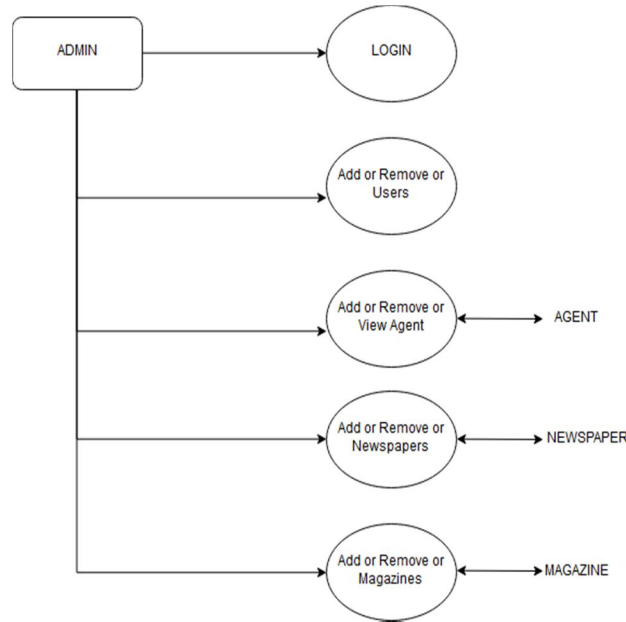 ADMIN
LOGIN
Add or Remove or
Users
Add or Remove or
View Agent
AGENT
Add or Remove or
Newspapers
NEWSPAPER
Add or Remove or
Magazines
MAGAZINE